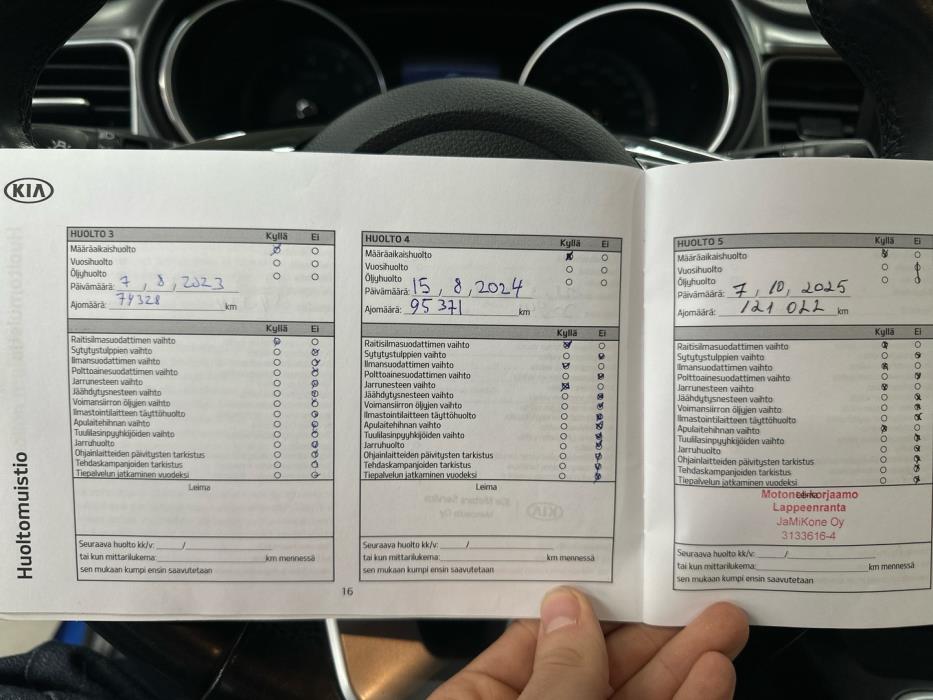 KIA
Huoltomuistio
HUOLTO 3 Kyllä Ei
Määräaikaishuolto
Vuosihuolto
Öljyhuolto
Päivämäärä: 7 , 8 , 2023
Ajomäärä: 74328 km
Kyllä Ei
Raitisilmasuodattimen vaihto
Sytytystulppien vaihto
Ilmansuodattimen vaihto
Polttoainesuodattimen vaihto
Jarrunesteen vaihto
Jäähdytysnesteen vaihto
Voimansiirron öljyjen vaihto
Ilmastointilaitteen täyttöhuolto
Apulaitehihnan vaihto
Tuulilasinpyyhkijöiden vaihto
Jarruhuolto
Ohjainlaitteiden päivitysten tarkistus
Tehdaskampanjoiden tarkistus
Tiepalvelun jatkaminen vuodeksi
Leima
Seuraava huolto kk/v: /
tai kun mittarilukema: km mennessä
sen mukaan kumpi ensin saavutetaan
16
HUOLTO 4 Kyllä Ei
Määräaikaishuolto
Vuosihuolto
Öljyhuolto
Päivämäärä: 15 , 8 , 2024
Ajomäärä: 95 371 km
Kyllä Ei
Raitisilmasuodattimen vaihto
Sytytystulppien vaihto
Ilmansuodattimen vaihto
Polttoainesuodattimen vaihto
Jarrunesteen vaihto
Jäähdytysnesteen vaihto
Voimansiirron öljyjen vaihto
Ilmastointilaitteen täyttöhuolto
Apulaitehihnan vaihto
Tuulilasinpyyhkijöiden vaihto
Jarruhuolto
Ohjainlaitteiden päivitysten tarkistus
Tehdaskampanjoiden tarkistus
Tiepalvelun jatkaminen vuodeksi
Leima
Seuraava huolto kk/v: /
tai kun mittarilukema: km mennessä
sen mukaan kumpi ensin saavutetaan
HUOLTO 5 Kyllä Ei
Määräaikaishuolto
Vuosihuolto
Öljyhuolto
Päivämäärä: 7 , 10 , 2025
Ajomäärä: 121 022 km
Kyllä Ei
Raitisilmasuodattimen vaihto
Sytytystulppien vaihto
Ilmansuodattimen vaihto
Polttoainesuodattimen vaihto
Jarrunesteen vaihto
Jäähdytysnesteen vaihto
Voimansiirron öljyjen vaihto
Ilmastointilaitteen täyttöhuolto
Apulaitehihnan vaihto
Tuulilasinpyyhkijöiden vaihto
Jarruhuolto
Ohjainlaitteiden päivitysten tarkistus
Tehdaskampanjoiden tarkistus
Tiepalvelun jatkaminen vuodeksi
Leima
Lappeenranta
JaMiKone Oy
3133616-4
Seuraava huolto kk/v: /
tai kun mittarilukema: km mennessä
sen mukaan kumpi ensin saavutetaan